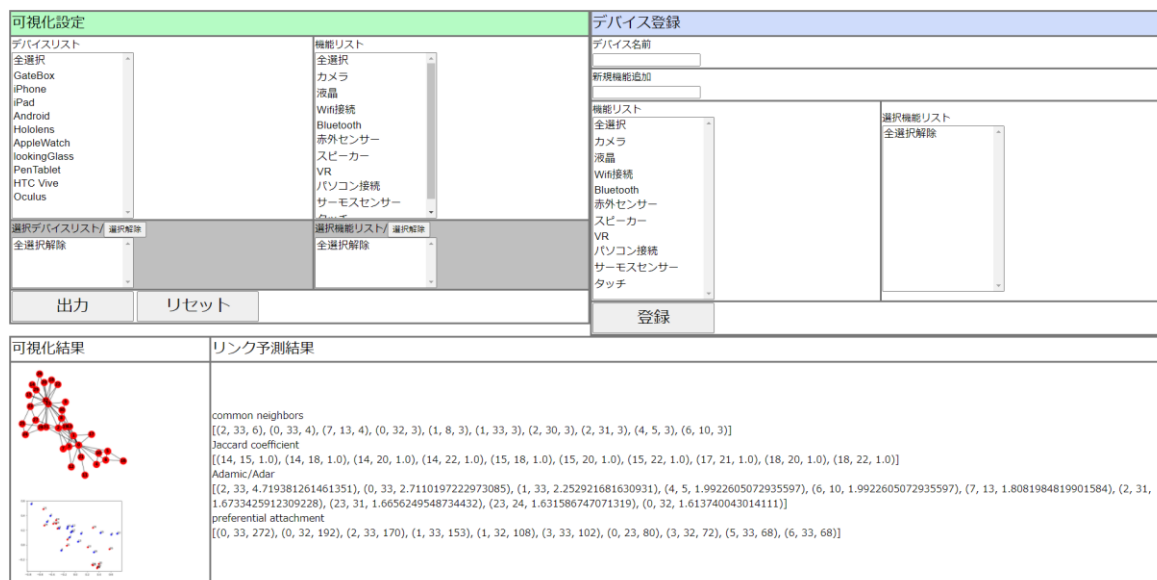 可視化設定
デバイスリスト
全選択
GateBox
iPhone
iPad
Android
Hololens
AppleWatch
lookingGlass
PenTablet
HTC Vive
Oculus
機能リスト
全選択
カメラ
液晶
Wifi接続
Bluetooth
赤外センサー
スピーカー
VR
パソコン接続
サーモスセンサー
タッチ
選択デバイスリスト/ 選択解除
全選択解除
選択機能リスト/ 選択解除
全選択解除
出力
リセット
デバイス登録
デバイス名前
新規機能追加
機能リスト
全選択
カメラ
液晶
Wifi接続
Bluetooth
赤外センサー
スピーカー
VR
パソコン接続
サーモスセンサー
タッチ
選択機能リスト
全選択解除
登録
可視化結果
リンク予測結果
common neighbors
[(2, 33, 6), (0, 33, 4), (7, 13, 4), (0, 32, 3), (1, 8, 3), (1, 33, 3), (2, 30, 3), (2, 31, 3), (4, 5, 3), (6, 10, 3)]
Jaccard coefficient
[(14, 15, 1.0), (14, 18, 1.0), (14, 20, 1.0), (14, 22, 1.0), (15, 18, 1.0), (15, 20, 1.0), (15, 22, 1.0), (17, 21, 1.0), (18, 20, 1.0), (18, 22, 1.0)]
Adamic/Adar
[(2, 33, 4.719381261461351), (0, 33, 2.7110197222973085), (1, 33, 2.252921681630931), (4, 5, 1.9922605072935597), (6, 10, 1.9922605072935597), (7, 13, 1.8081984819901584), (2, 31,
1.6733425912309228), (23, 31, 1.6656249548734432), (23, 24, 1.631586747071319), (0, 32, 1.613740043014111)]
preferential attachment
[(0, 33, 272), (0, 32, 192), (2, 33, 170), (1, 33, 153), (1, 32, 108), (3, 33, 102), (0, 23, 80), (3, 32, 72), (5, 33, 68), (6, 33, 68)]